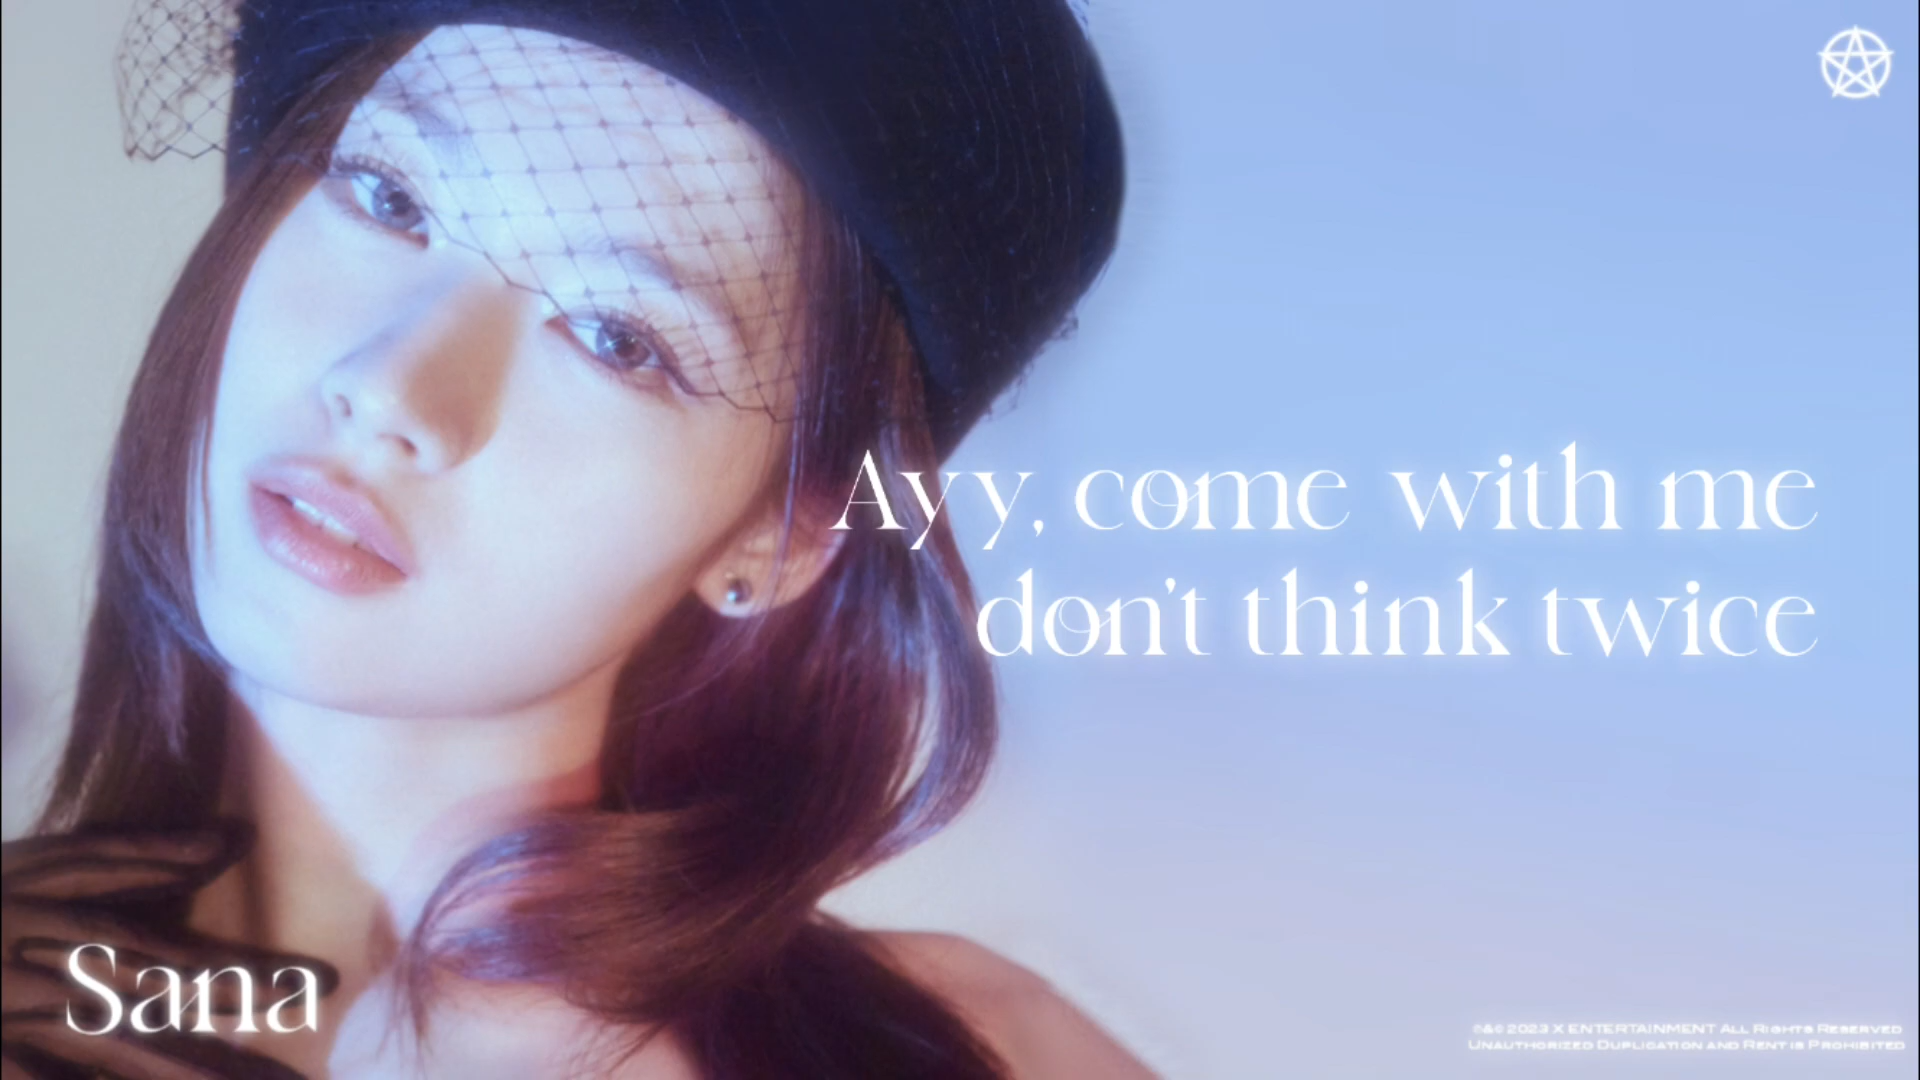 Ayy, come with me
don't think twice
Sana
℗&© 2023 X ENTERTAINMENT ALL RIGHTS RESERVED
UNAUTHORIZED DUPLICATION AND RENT IS PROHIBITED